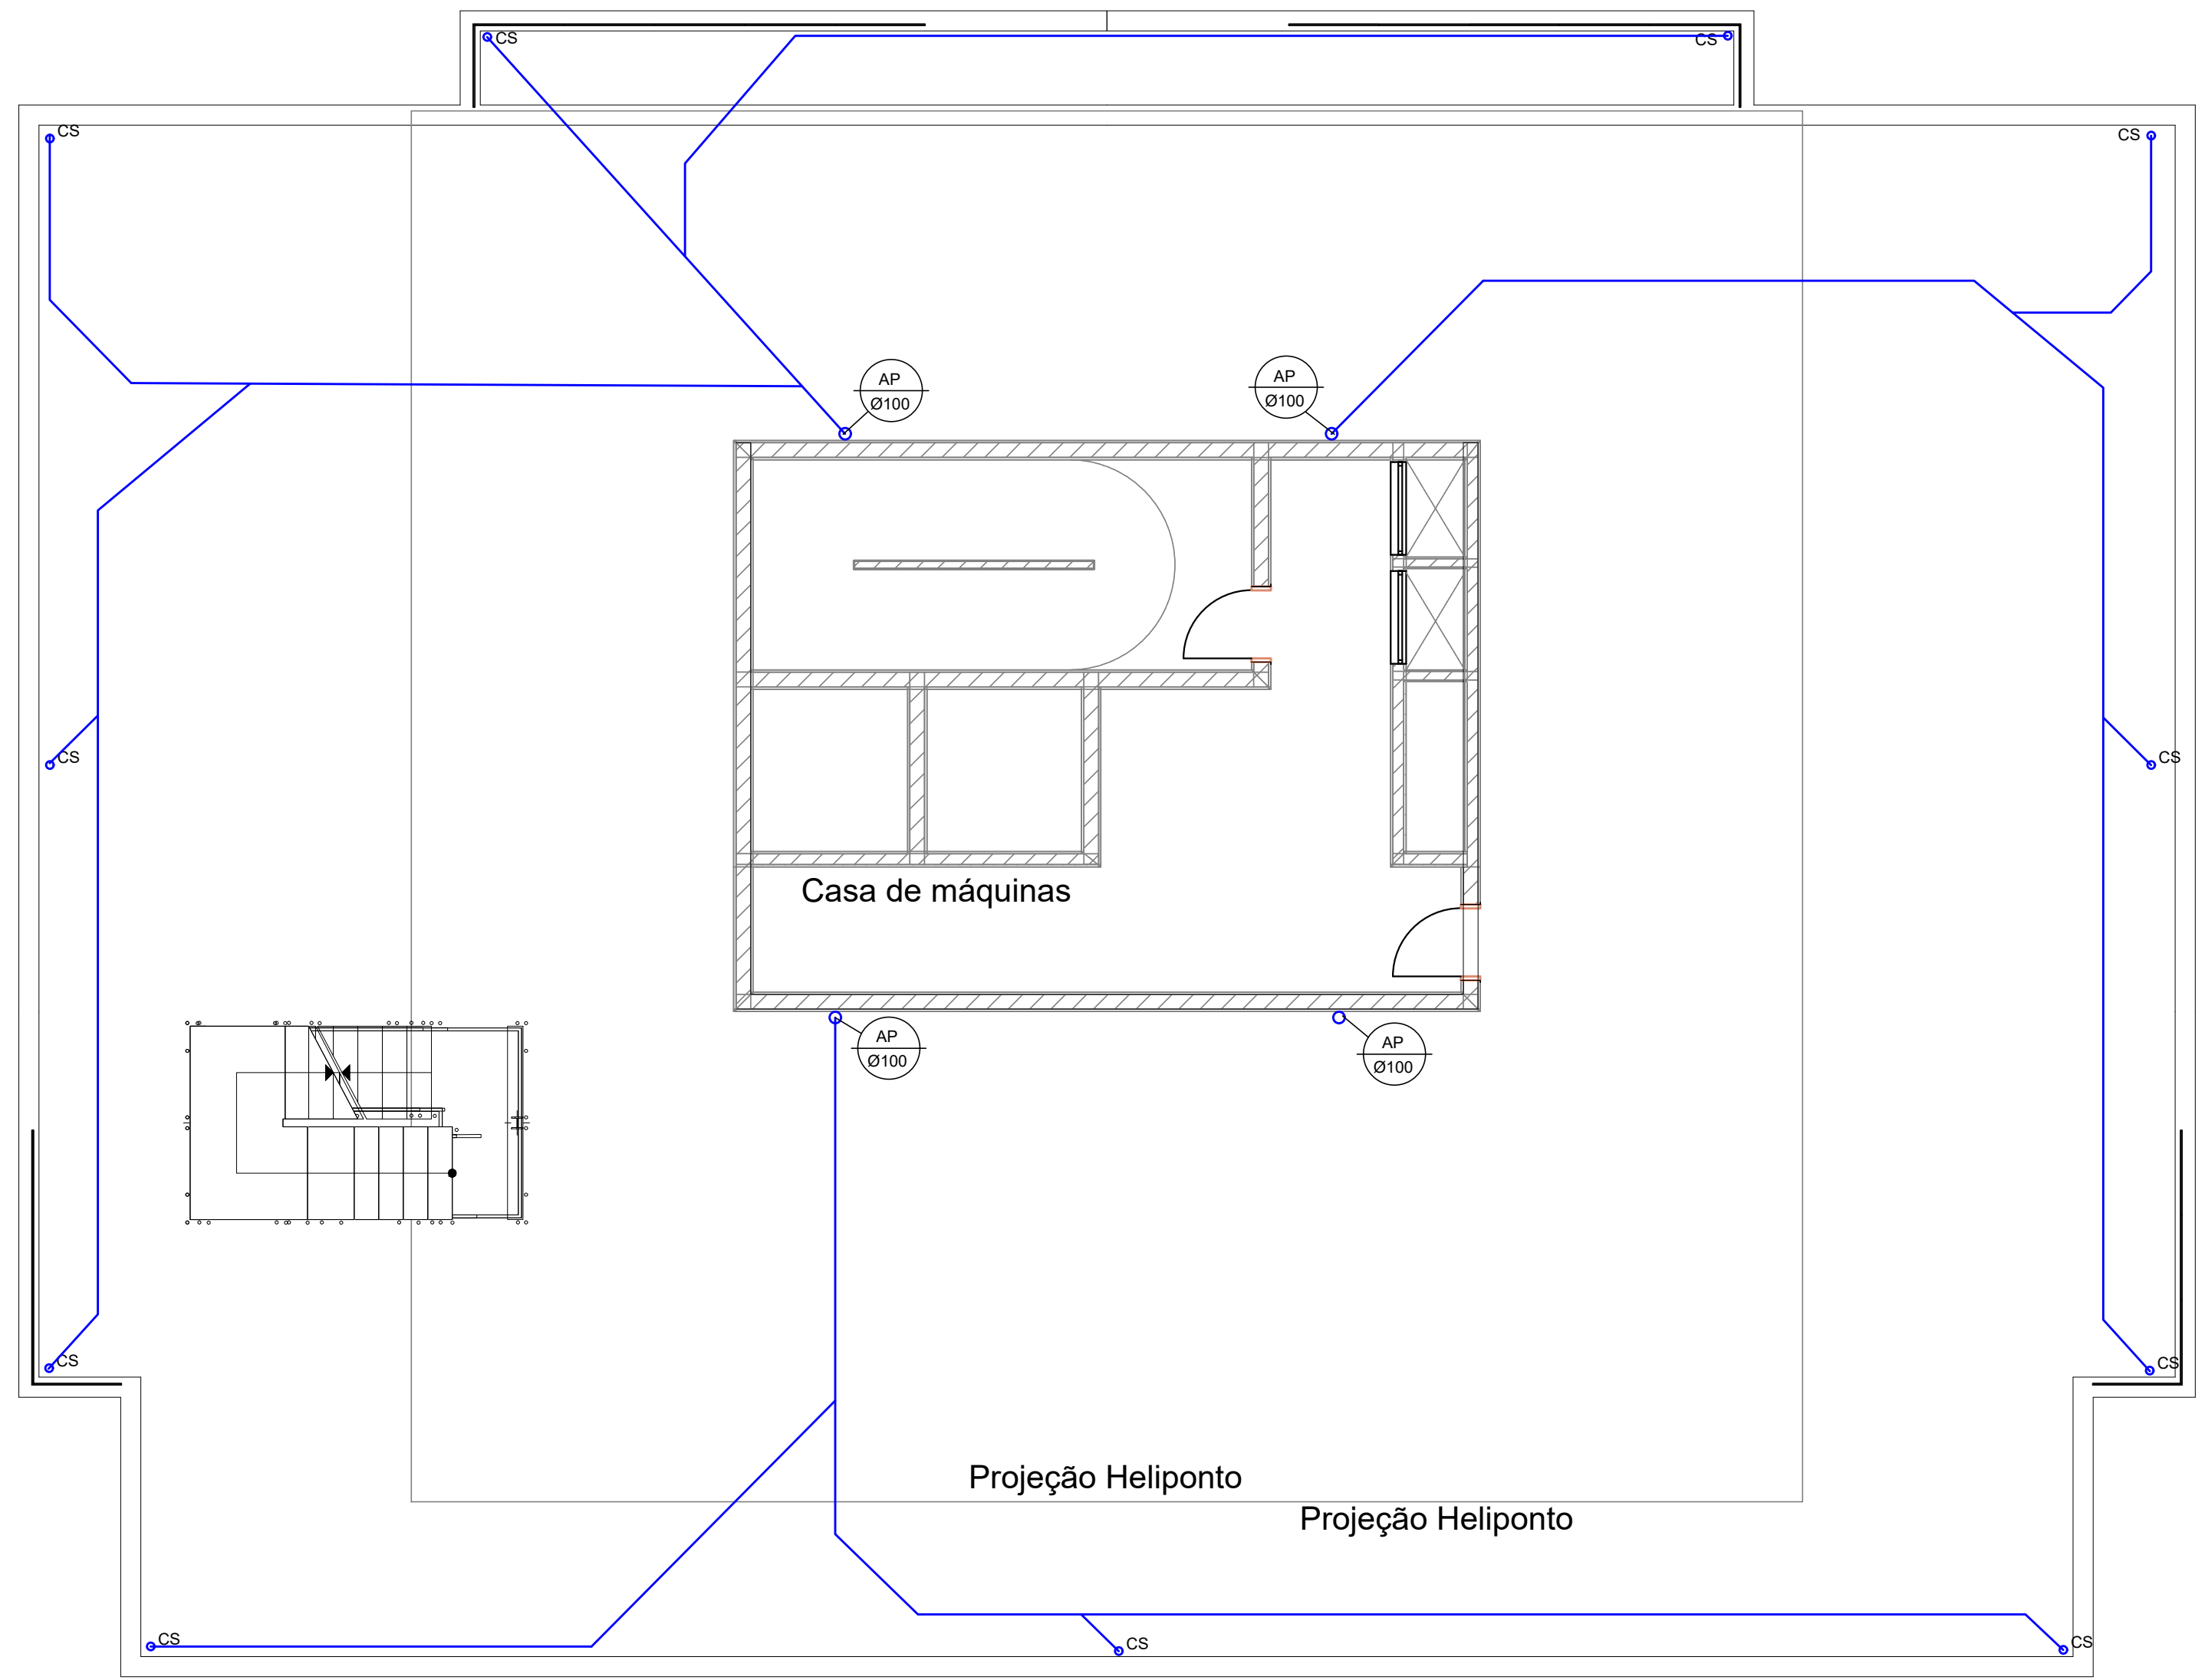 CS
CS
CS
CS
AP
Ø100
AP
Ø100
CS
CS
Casa de máquinas
AP
Ø100
AP
Ø100
CS
CS
Projeção Heliponto
Projeção Heliponto
CS
CS
CS